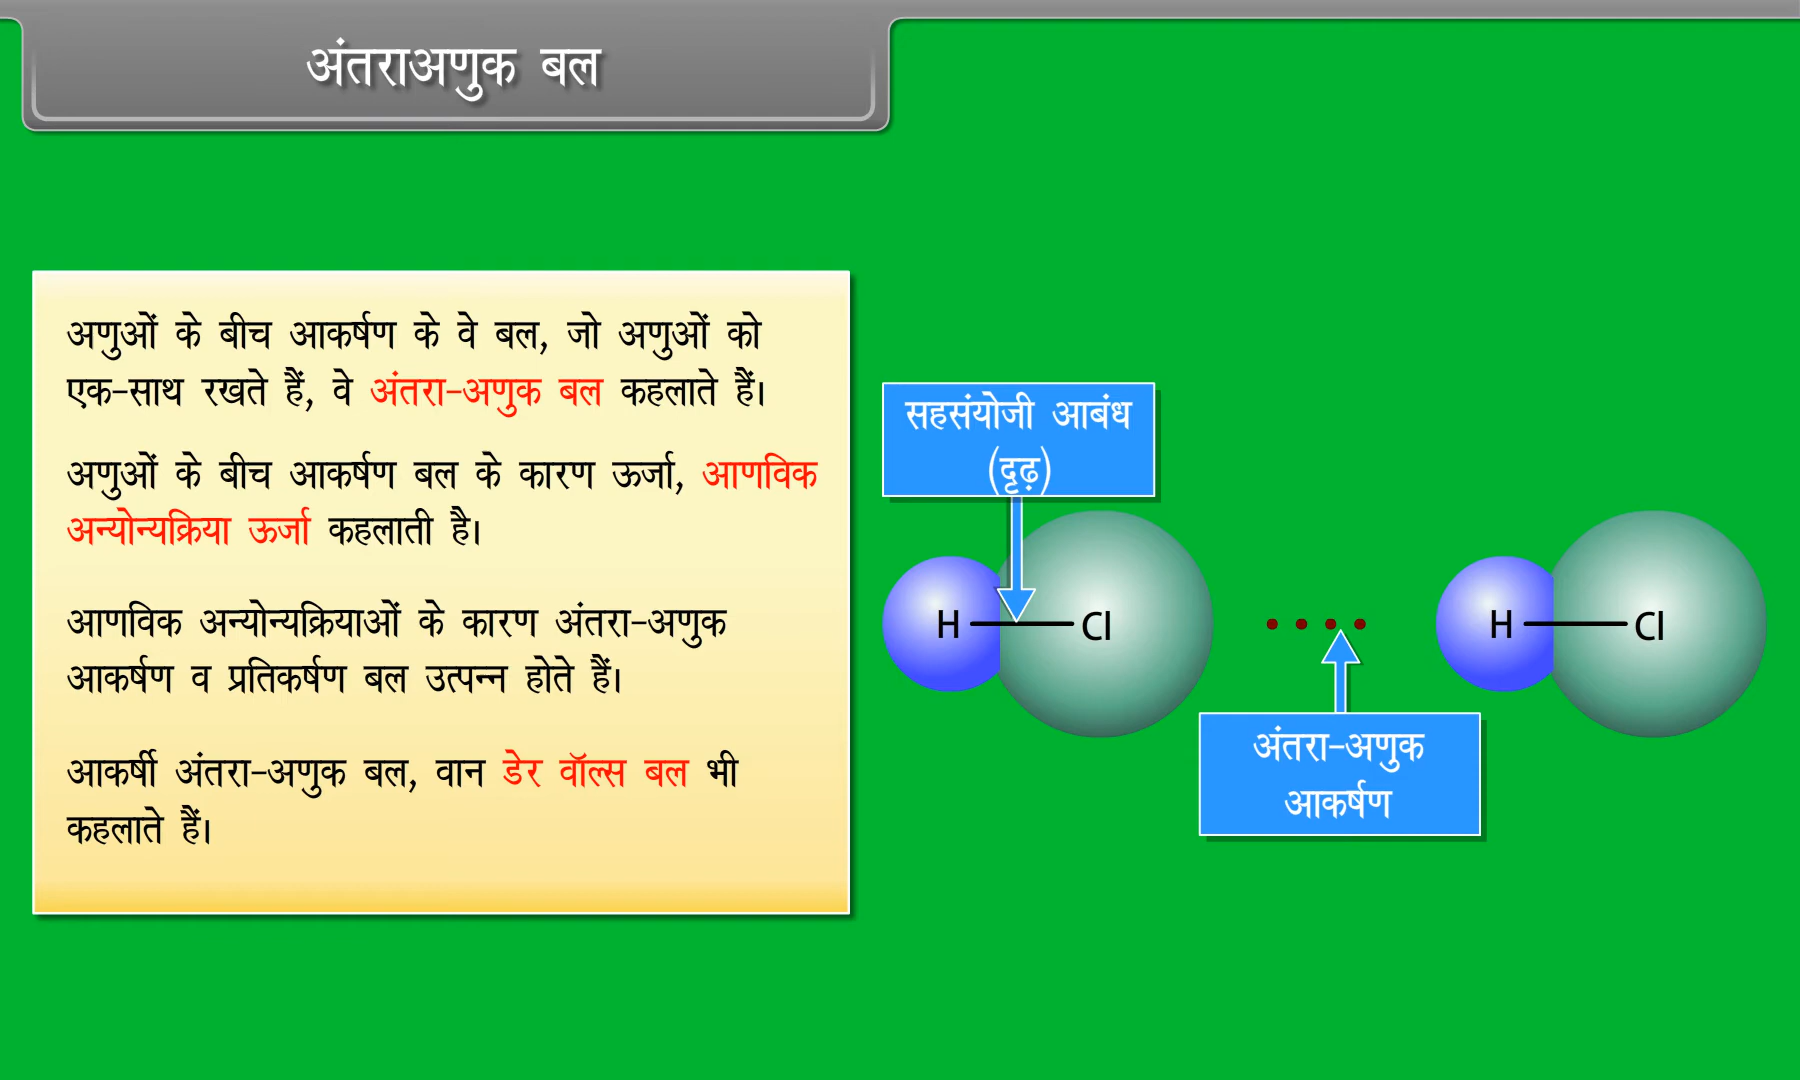 अंतराअणुक बल
अणुओं के बीच आकर्षण के वे बल, जो अणुओं को
एक-साथ रखते हैं, वे अंतरा-अणुक बल कहलाते हैं।
अणुओं के बीच आकर्षण बल के कारण ऊर्जा, आणविक
अन्योन्यक्रिया ऊर्जा कहलाती है।
आणविक अन्योन्यक्रियाओं के कारण अंतरा-अणुक
आकर्षण व प्रतिकर्षण बल उत्पन्न होते हैं।
आकर्षी अंतरा-अणुक बल, वान डेर वॉल्स बल भी
कहलाते हैं।
सहसंयोजी आबंध
(दृढ़)
H Cl
H Cl
अंतरा-अणुक
आकर्षण